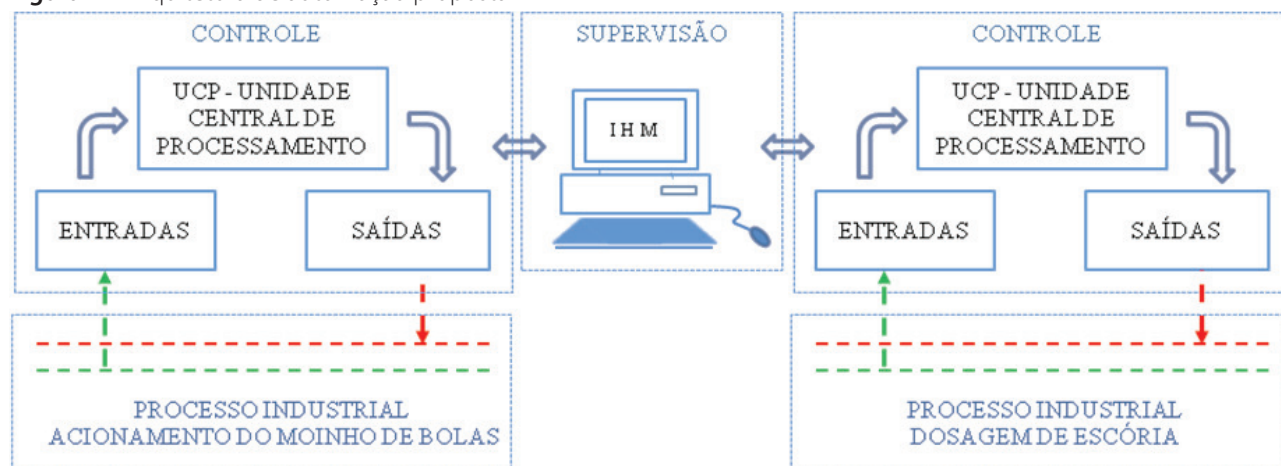 CONTROLE
UCP - UNIDADE
CENTRAL DE
PROCESSAMENTO
ENTRADAS
SAÍDAS
PROCESSO INDUSTRIAL
ACIONAMENTO DO MOINHO DE BOLAS
SUPERVISÃO
IHM
CONTROLE
UCP - UNIDADE
CENTRAL DE
PROCESSAMENTO
ENTRADAS
SAÍDAS
PROCESSO INDUSTRIAL
DOSAGEM DE ESCÓRIA